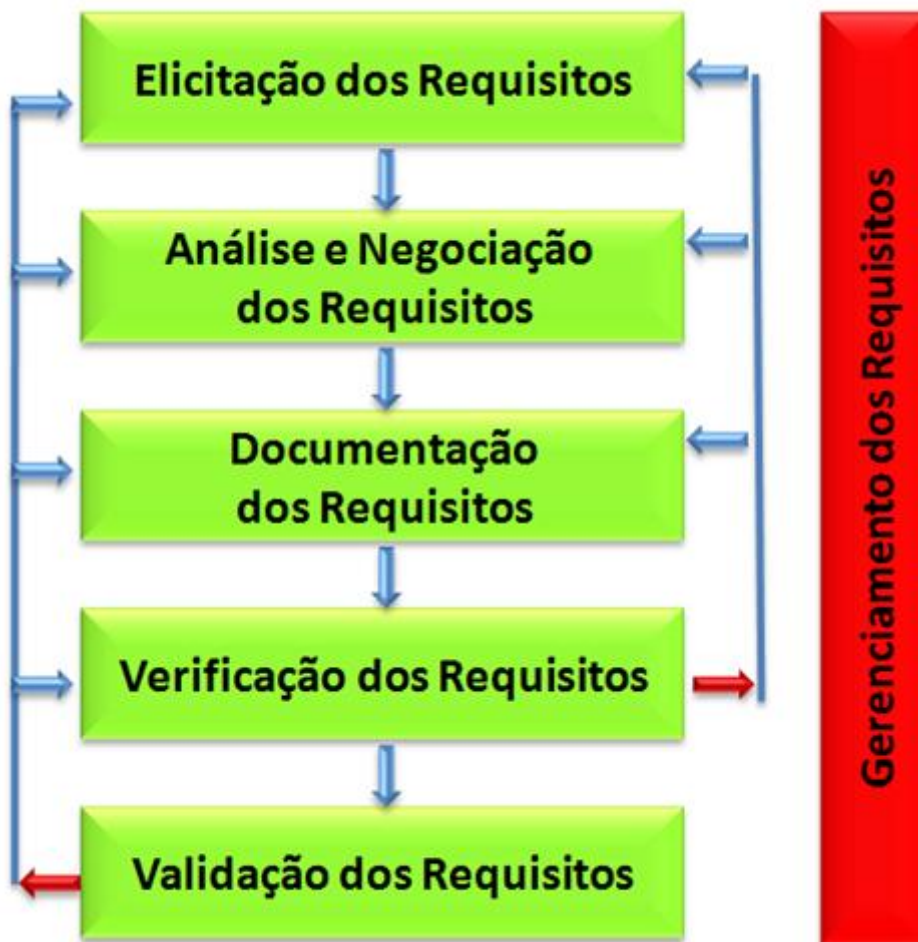 Elicitação dos Requisitos
Análise e Negociação
dos Requisitos
Documentação
dos Requisitos
Verificação dos Requisitos
Validação dos Requisitos
Gerenciamento dos Requisitos